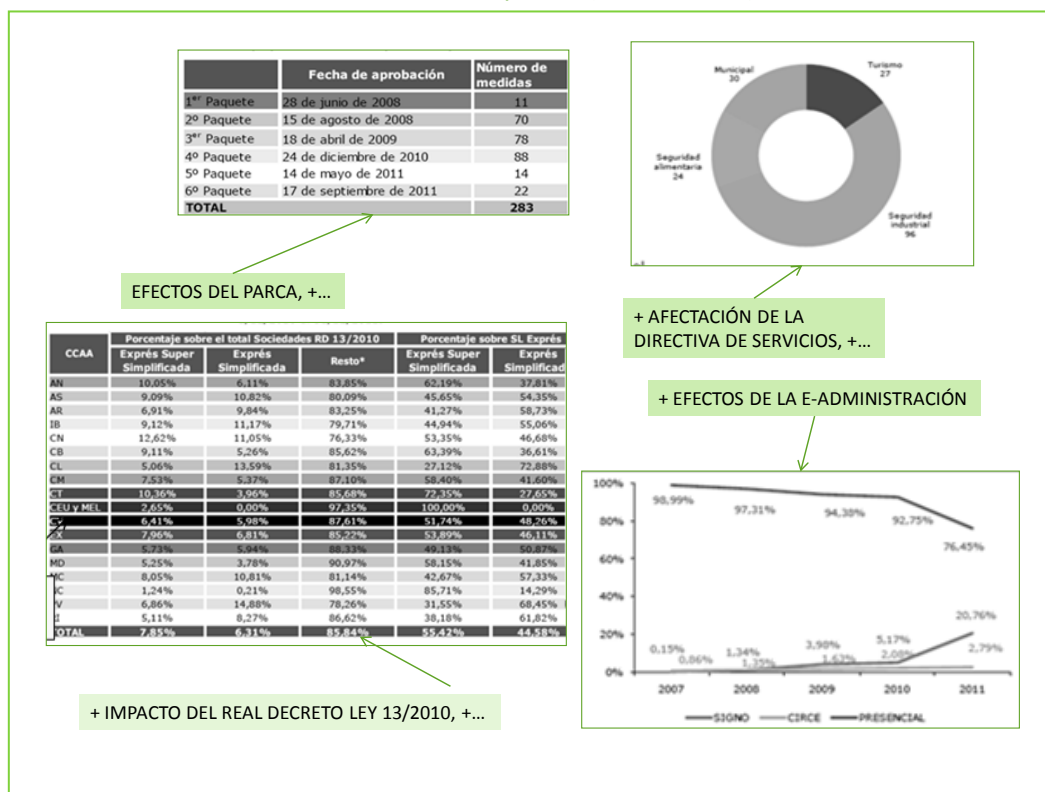 Fecha de aprobación Número de medidas
1er Paquete 28 de junio de 2008 11
2º Paquete 15 de agosto de 2008 70
3er Paquete 18 de abril de 2009 78
4º Paquete 24 de diciembre de 2010 88
5º Paquete 14 de mayo de 2011 14
6º Paquete 17 de septiembre de 2011 22
TOTAL 283
EFECTOS DEL PARCA, +...
Turismo
27
Municipal
30
Seguridad
alimentaria
24
Seguridad
industrial
96
+ AFECTACIÓN DE LA
DIRECTIVA DE SERVICIOS, +...
CCAA Porcentaje sobre el total Sociedades RD 13/2010 Porcentaje sobre SL Exprés
Exprés Super Simplificada Exprés Simplificada Resto* Exprés Super Simplificada Exprés
AN 10,05% 6,11% 83,85% 62,19% 37,81%
AS 9,09% 10,82% 80,09% 45,65% 54,35%
AR 6,91% 9,84% 83,25% 41,27% 58,73%
IB 9,12% 11,17% 79,71% 44,94% 55,06%
CN 12,62% 11,05% 76,33% 53,35% 46,68%
CB 9,11% 5,26% 85,62% 63,39% 36,61%
CL 5,06% 13,59% 81,35% 27,12% 72,88%
CM 7,53% 5,37% 87,10% 58,40% 41,60%
CT 10,36% 3,96% 85,68% 72,35% 27,65%
CEU y MEL 2,65% 0,00% 97,35% 100,00% 0,00%
6,41% 5,98% 87,61% 51,74% 48,26%
7,96% 6,81% 85,22% 53,89% 46,11%
GA 5,73% 5,94% 88,33% 49,13% 50,87%
MD 5,25% 3,78% 90,97% 58,15% 41,85%
8,05% 10,81% 81,14% 42,67% 57,33%
1,24% 0,21% 98,55% 85,71% 14,29%
6,86% 14,88% 78,26% 31,55% 68,45%
5,11% 8,27% 86,62% 38,18% 61,82%
TOTAL 7,85% 6,31% 85,84% 55,42% 44,58%
+ IMPACTO DEL REAL DECRETO LEY 13/2010, +...
+ EFECTOS DE LA E-ADMINISTRACIÓN
100%
80%
60%
40%
20%
0%
98,99% 97,31% 94,38% 92,75% 76,45%
20,76%
0,15% 1,34% 3,98% 5,17%
0,86% 1,35% 1,62% 2,08% 2,79%
2007 2008 2009 2010 2011
SIGNO CIRCE PRESENCIAL